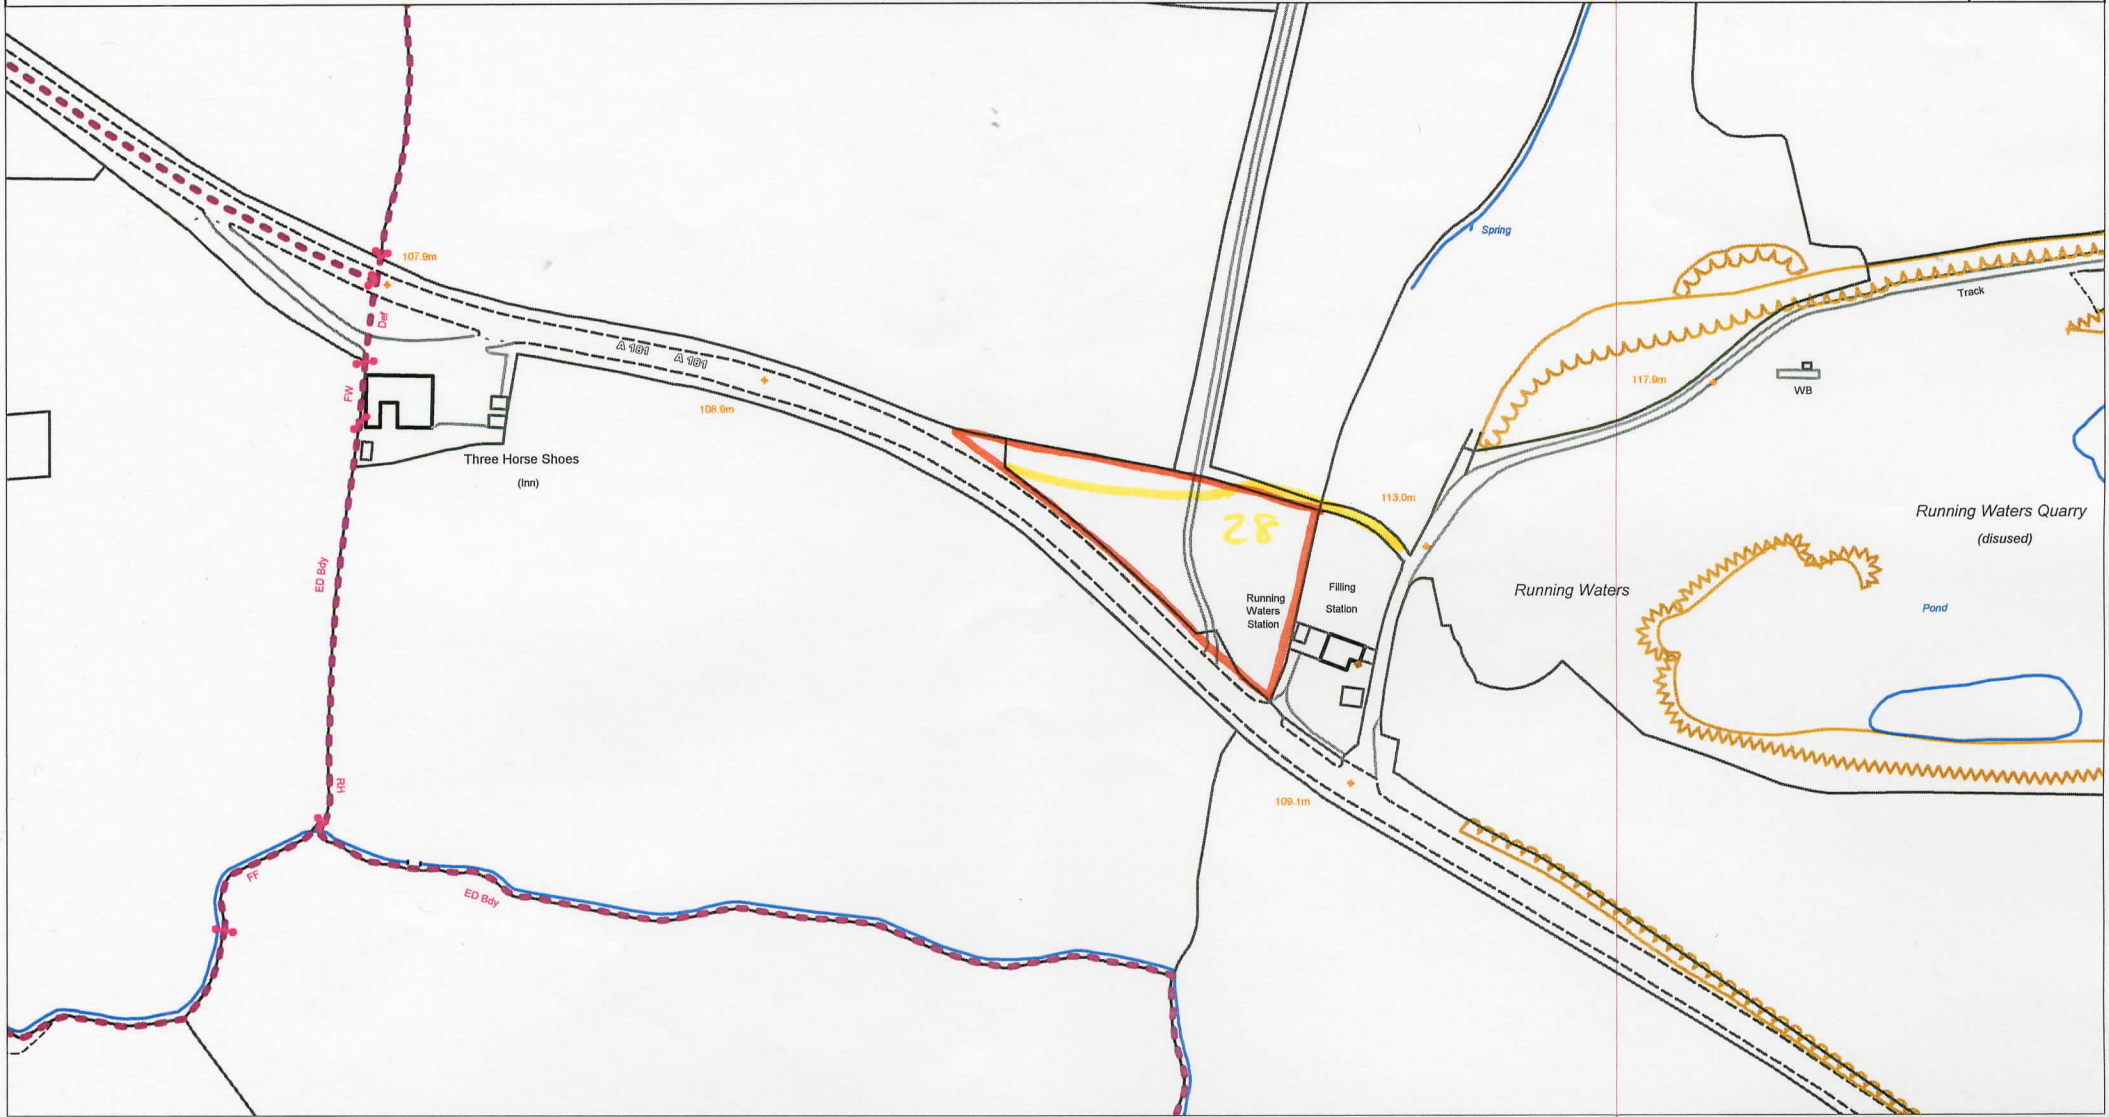 107.9m
Def
FW
A 181
A 181
108.9m
Three Horse Shoes
(Inn)
ED Bdy
RH
FF
ED Bdy
Spring
Track
117.9m
WB
113.0m
28
Running
Waters
Station
Filling
Station
Running Waters
Running Waters Quarry
(disused)
Pond
109.1m